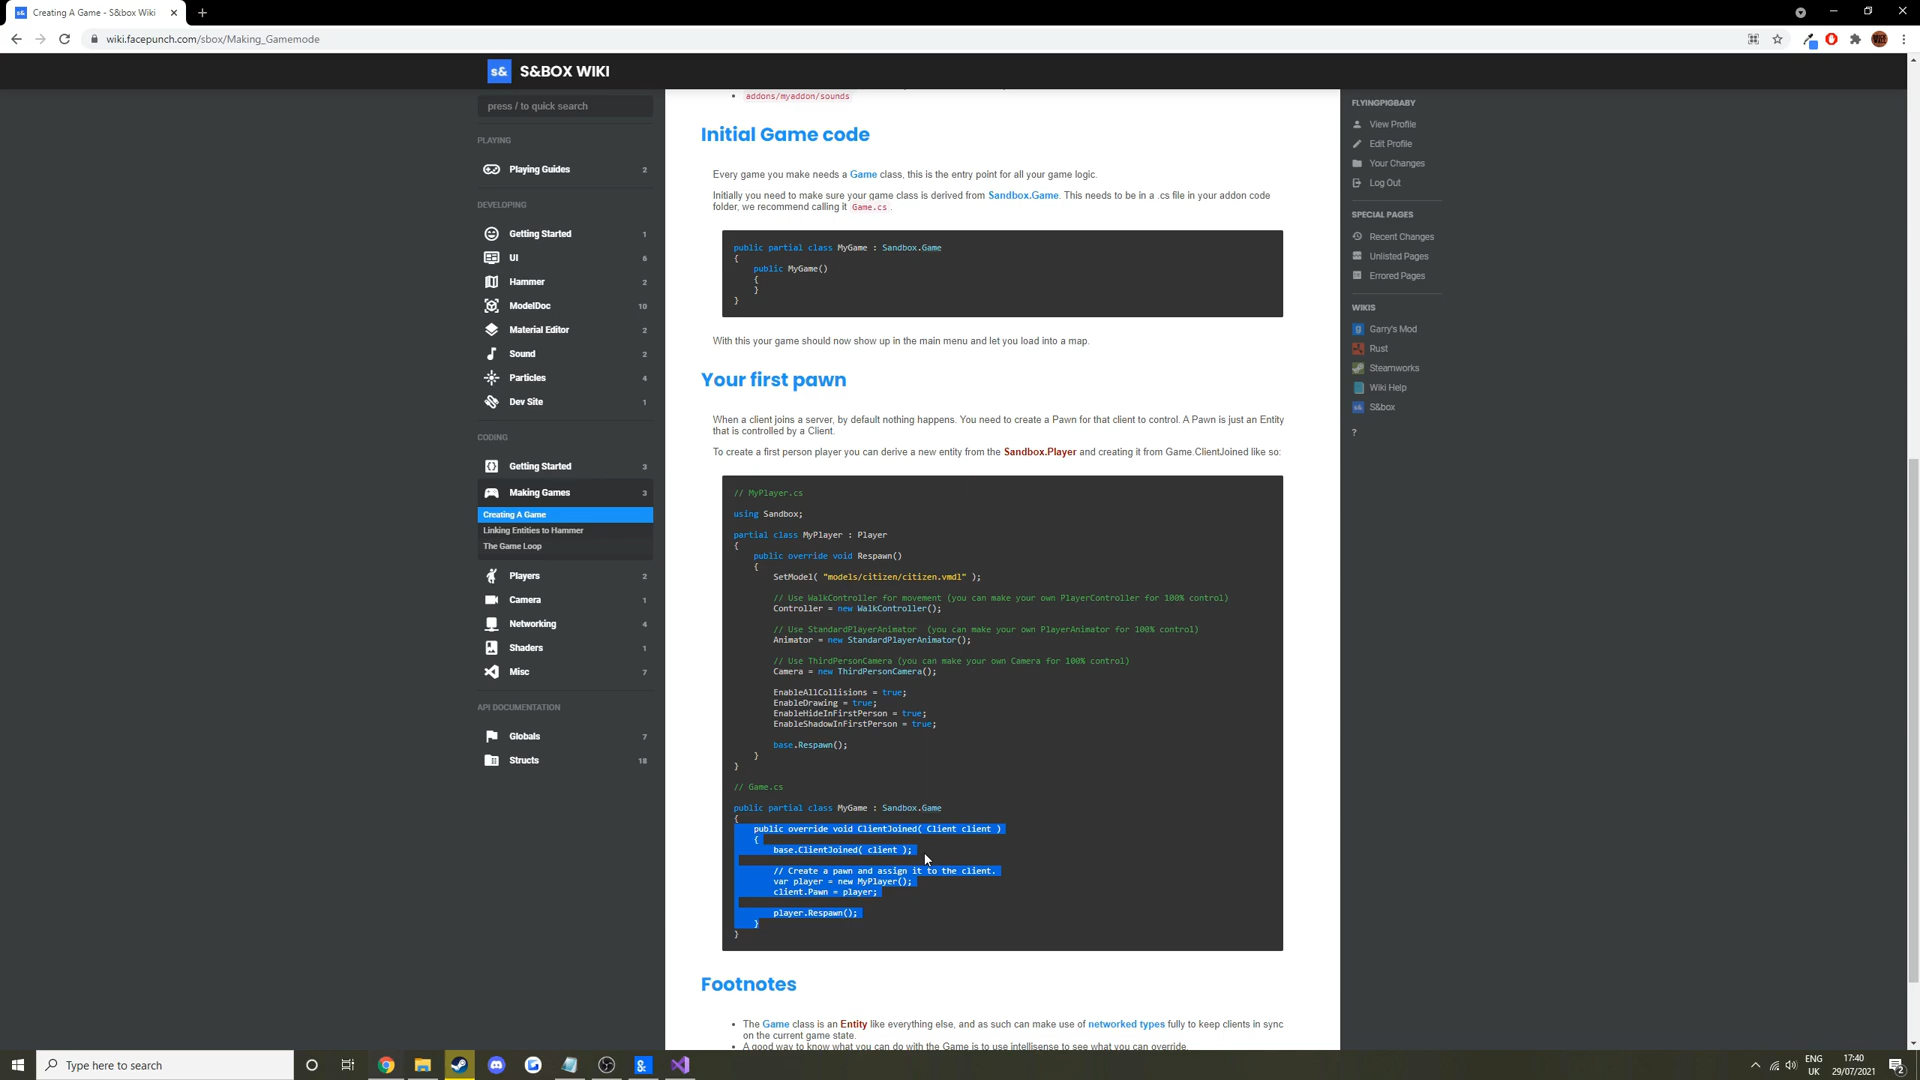 Creating A Game - S&box Wiki
wiki.facepunch.com/sbox/Making_Gamemode
s& S&BOX WIKI
press / to quick search
PLAYING
Playing Guides 2
DEVELOPING
Getting Started 1
UI 6
Hammer 2
ModelDoc 10
Material Editor 2
Sound 2
Particles 4
Dev Site 1
CODING
Getting Started 3
Making Games 3
Creating A Game
Linking Entities to Hammer
The Game Loop
Players 2
Camera 1
Networking 4
Shaders 1
Misc 7
API DOCUMENTATION
Globals 7
Structs 18
addons/myaddon/sounds
Initial Game code
Every game you make needs a Game class, this is the entry point for all your game logic.
Initially you need to make sure your game class is derived from Sandbox.Game. This needs to be in a .cs file in your addon code
folder, we recommend calling it Game.cs.
public partial class MyGame : Sandbox.Game
{
public MyGame()
{
}
}
With this your game should now show up in the main menu and let you load into a map.
Your first pawn
When a client joins a server, by default nothing happens. You need to create a Pawn for that client to control. A Pawn is just an Entity
that is controlled by a Client.
To create a first person player you can derive a new entity from the Sandbox.Player and creating it from Game.ClientJoined like so:
// MyPlayer.cs
using Sandbox;
partial class MyPlayer : Player
{
public override void Respawn()
{
SetModel( "models/citizen/citizen.vmdl" );
// Use WalkController for movement (you can make your own PlayerController for 100% control)
Controller = new WalkController();
// Use StandardPlayerAnimator  (you can make your own PlayerAnimator for 100% control)
Animator = new StandardPlayerAnimator();
// Use ThirdPersonCamera (you can make your own Camera for 100% control)
Camera = new ThirdPersonCamera();
EnableAllCollisions = true;
EnableDrawing = true;
EnableHideInFirstPerson = true;
EnableShadowInFirstPerson = true;
base.Respawn();
}
}
// Game.cs
public partial class MyGame : Sandbox.Game
{
public override void ClientJoined( Client client )
{
base.ClientJoined( client );
// Create a pawn and assign it to the client.
var player = new MyPlayer();
client.Pawn = player;
player.Respawn();
}
}
Footnotes
The Game class is an Entity like everything else, and as such can make use of networked types fully to keep clients in sync
on the current game state.
A good way to know what you can do with the Game is to use intellisense to see what you can override.
FLYINGPIGBABY
View Profile
Edit Profile
Your Changes
Log Out
SPECIAL PAGES
Recent Changes
Unlisted Pages
Errored Pages
WIKIS
g Garry's Mod
Rust
Steamworks
Wiki Help
s& S&box
?
Type here to search
&
ENG
UK
17:40
29/07/2021
2